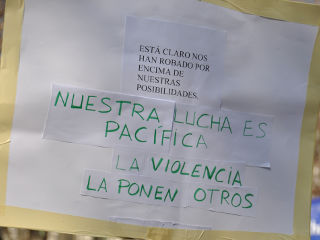 ESTÁ CLARO NOS
HAN ROBADO POR
ENCIMA DE
NUESTRAS
POSIBILIDADES.
NUESTRA LUCHA ES
PACÍFICA
LA VIOLENCIA
LA PONEN OTROS